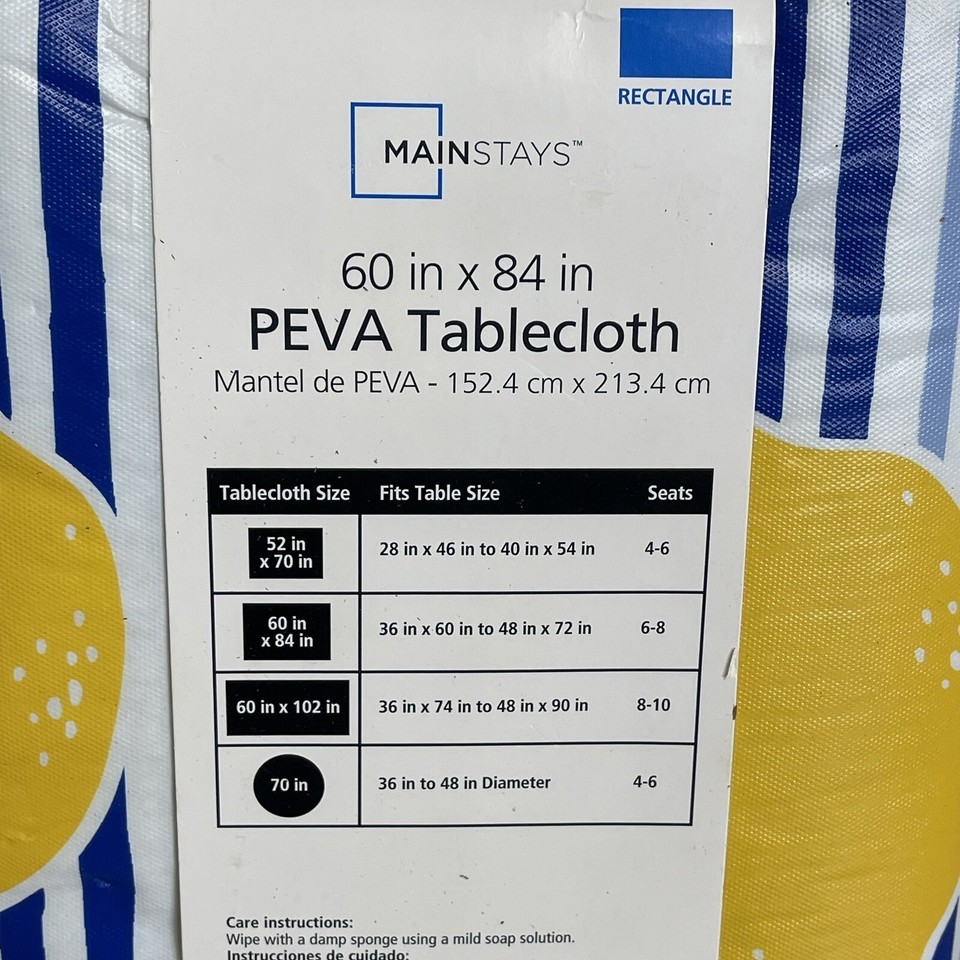 RECTANGLE
MAINSTAYS™
60 in x 84 in
PEVA Tablecloth
Mantel de PEVA - 152.4 cm x 213.4 cm
Tablecloth Size Fits Table Size Seats
52 in
x 70 in
28 in x 46 in to 40 in x 54 in 4-6
60 in
x 84 in
36 in x 60 in to 48 in x 72 in 6-8
60 in x 102 in 36 in x 74 in to 48 in x 90 in 8-10
70 in 36 in to 48 in Diameter 4-6
Care instructions:
Wipe with a damp sponge using a mild soap solution.
Instrucciones de cuidado: